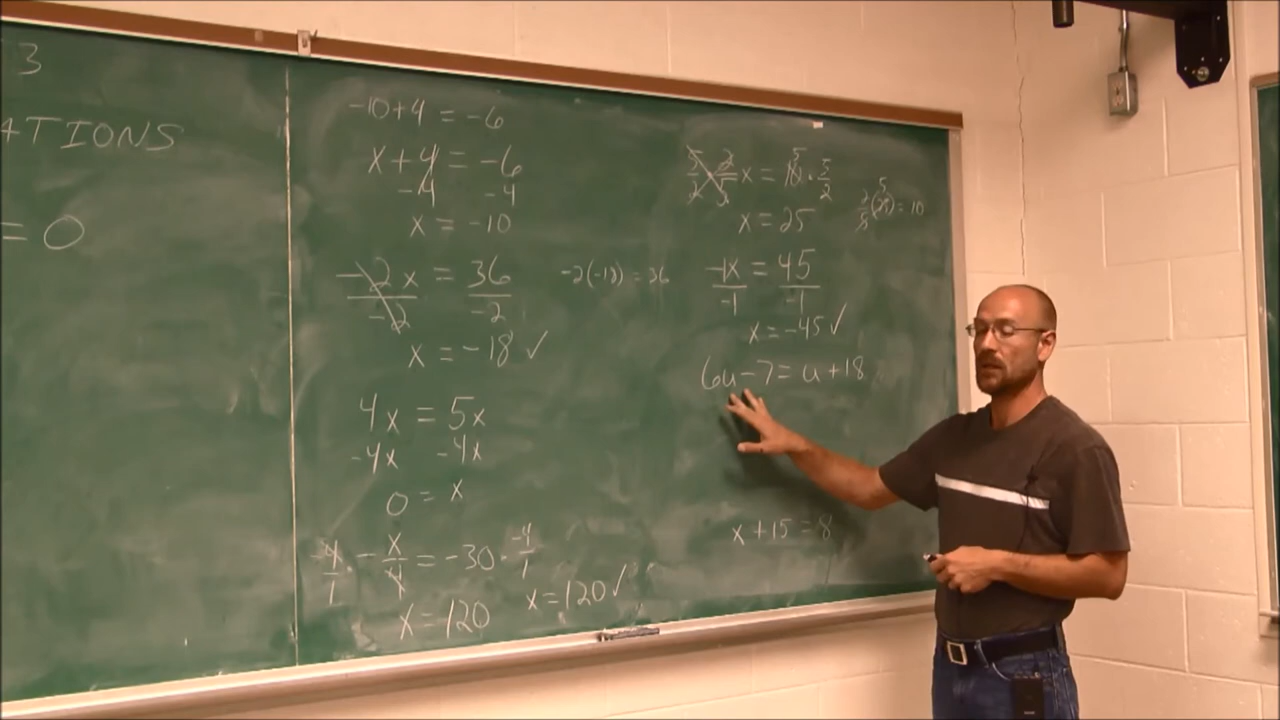 3
ATIONS
= 0
-10+4 = -6
x + 4 = -6
-4 -4
x = -10
-2x = 36
-2 -2
x = -18 ✓
-2(-18) = 36
4x = 5x
-4x -4x
0 = x
-4/1 · -x/4 = -30 · -4/1
x = 120
x = 120 ✓
5/2 · 2/5 x = 10 · 5/2
x = 25
2/5 (25) = 10
-1x = 45
-1 -1
x = -45 ✓
6u - 7 = u + 18
x + 15 = 8